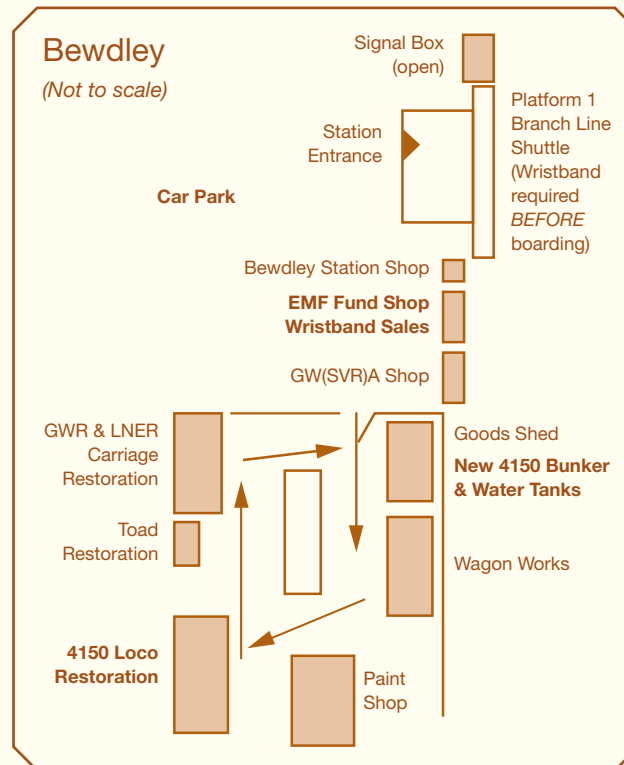 Bewdley
(Not to scale)
Signal Box
(open)
Station
Entrance
Platform 1
Branch Line
Shuttle
(Wristband
required
BEFORE
boarding)
Car Park
Bewdley Station Shop
EMF Fund Shop
Wristband Sales
GW(SVR)A Shop
GWR & LNER
Carriage
Restoration
Goods Shed
New 4150 Bunker
& Water Tanks
Toad
Restoration
Wagon Works
4150 Loco
Restoration
Paint
Shop